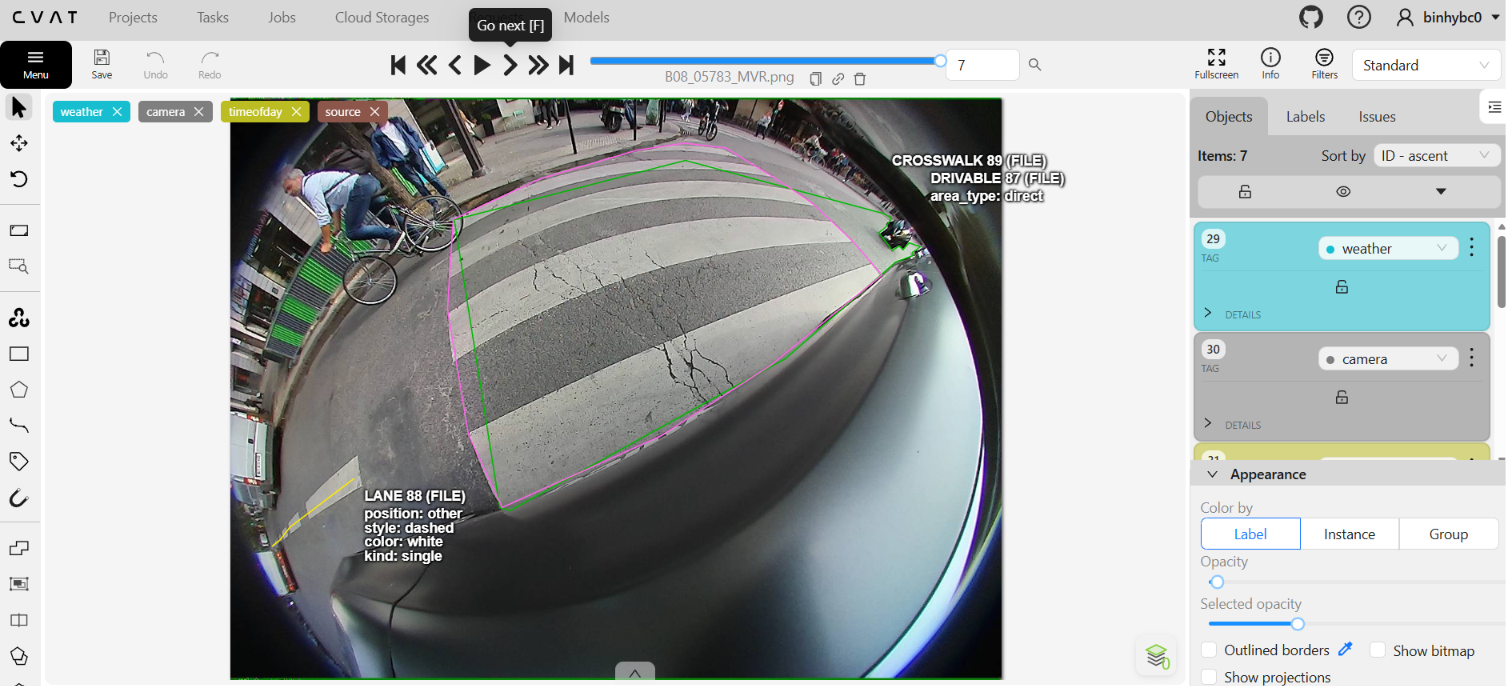 CVAT
Projects
Tasks
Jobs
Cloud Storages
Models
binhybc0
Go next [F]
Menu
Save
Undo
Redo
7
B08_05783_MVR.png
Fullscreen
Info
Filters
Standard
weather
camera
timeofday
source
CROSSWALK 89 (FILE)
DRIVABLE 87 (FILE)
area_type: direct
LANE 88 (FILE)
position: other
style: dashed
color: white
kind: single
Objects
Labels
Issues
Items: 7
Sort by
ID - ascent
29
TAG
weather
DETAILS
30
TAG
camera
DETAILS
Appearance
Color by
Label
Instance
Group
Opacity
Selected opacity
Outlined borders
Show bitmap
Show projections
0